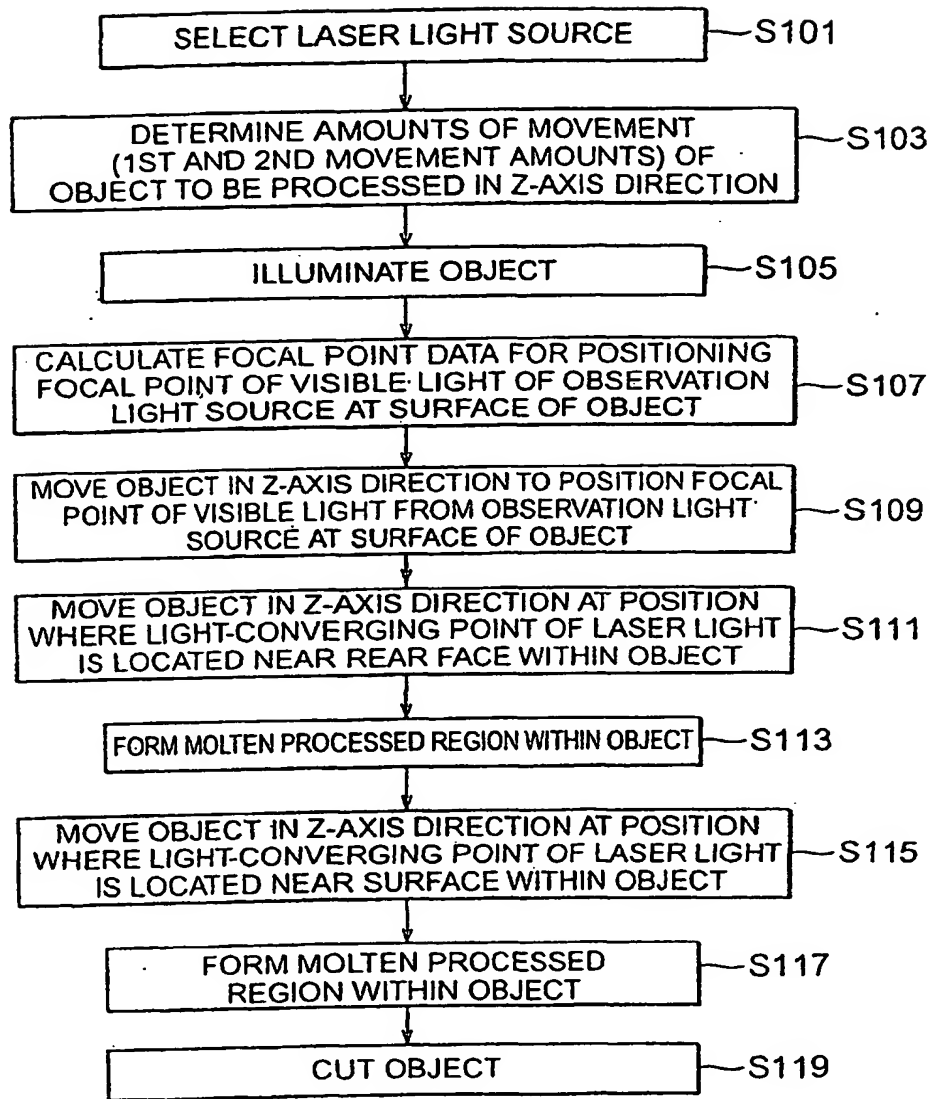 SELECT LASER LIGHT SOURCE
S101
DETERMINE AMOUNTS OF MOVEMENT
(1ST AND 2ND MOVEMENT AMOUNTS) OF
OBJECT TO BE PROCESSED IN Z-AXIS DIRECTION
S103
ILLUMINATE OBJECT
S105
CALCULATE FOCAL POINT DATA FOR POSITIONING
FOCAL POINT OF VISIBLE LIGHT OF OBSERVATION
LIGHT SOURCE AT SURFACE OF OBJECT
S107
MOVE OBJECT IN Z-AXIS DIRECTION TO POSITION FOCAL
POINT OF VISIBLE LIGHT FROM OBSERVATION LIGHT
SOURCE AT SURFACE OF OBJECT
S109
MOVE OBJECT IN Z-AXIS DIRECTION AT POSITION
WHERE LIGHT-CONVERGING POINT OF LASER LIGHT
IS LOCATED NEAR REAR FACE WITHIN OBJECT
S111
FORM MOLTEN PROCESSED REGION WITHIN OBJECT
S113
MOVE OBJECT IN Z-AXIS DIRECTION AT POSITION
WHERE LIGHT-CONVERGING POINT OF LASER LIGHT
IS LOCATED NEAR SURFACE WITHIN OBJECT
S115
FORM MOLTEN PROCESSED
REGION WITHIN OBJECT
S117
CUT OBJECT
S119